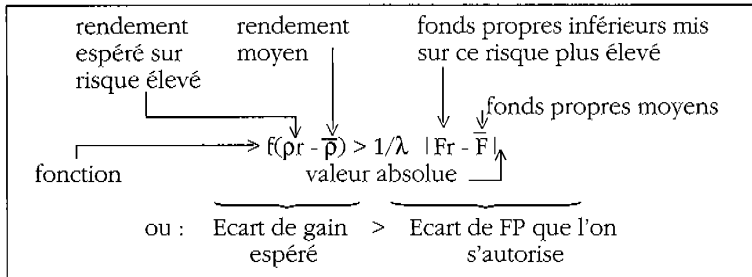 rendement rendement fonds propres inférieurs mis
espéré sur moyen sur ce risque plus élevé
risque élevé
fonds propres moyens
f(ρr - ρ̅) > 1/λ |Fr - F̅|
fonction valeur absolue
ou : Ecart de gain > Ecart de FP que l'on
espéré s'autorise